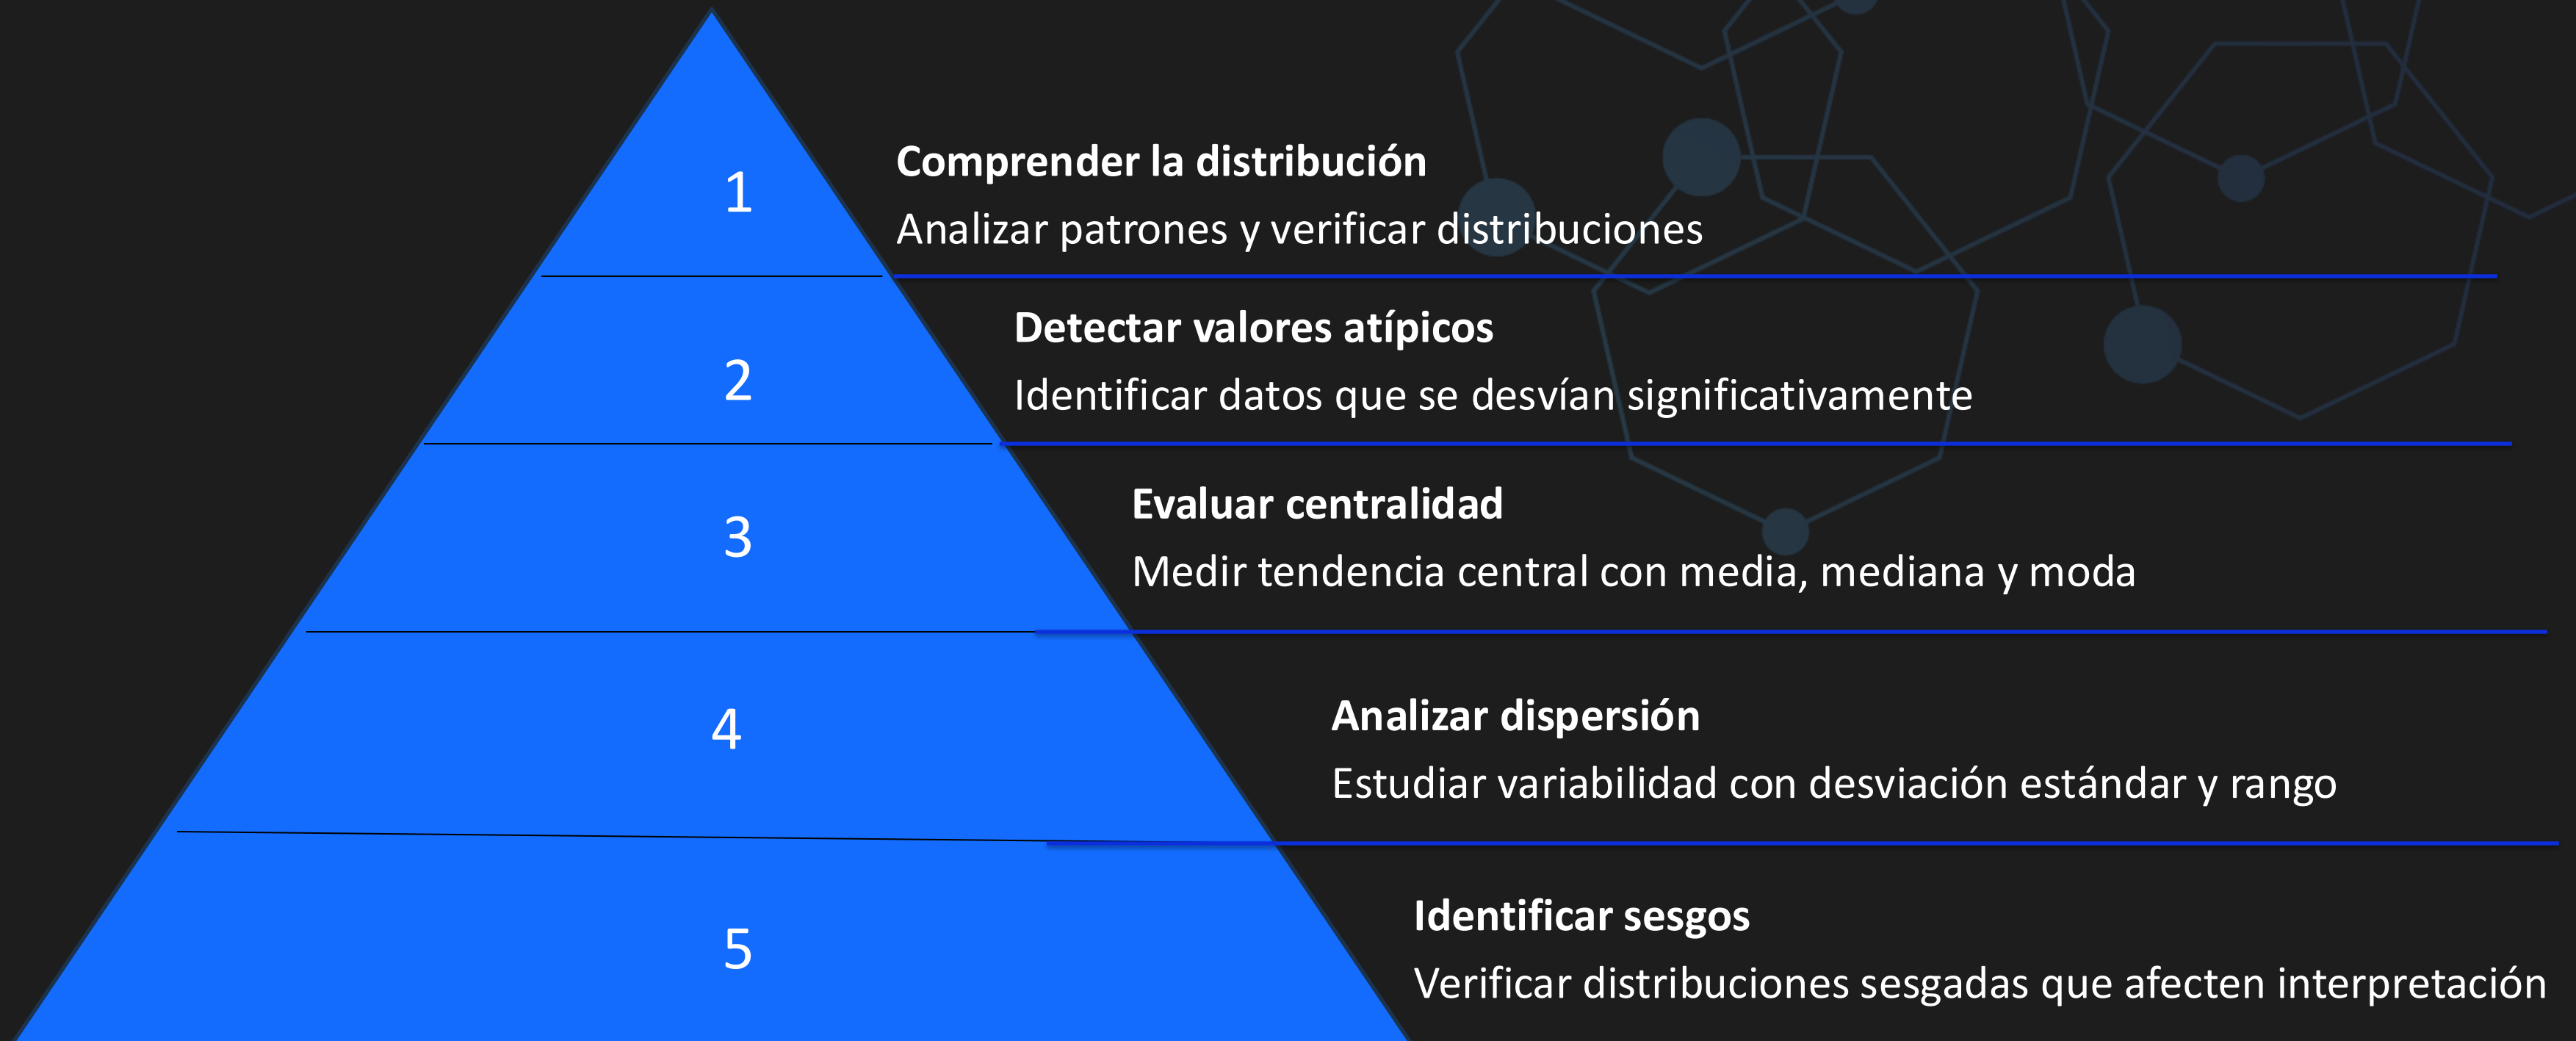 1
Comprender la distribución
Analizar patrones y verificar distribuciones
2
Detectar valores atípicos
Identificar datos que se desvían significativamente
3
Evaluar centralidad
Medir tendencia central con media, mediana y moda
4
Analizar dispersión
Estudiar variabilidad con desviación estándar y rango
5
Identificar sesgos
Verificar distribuciones sesgadas que afecten interpretación